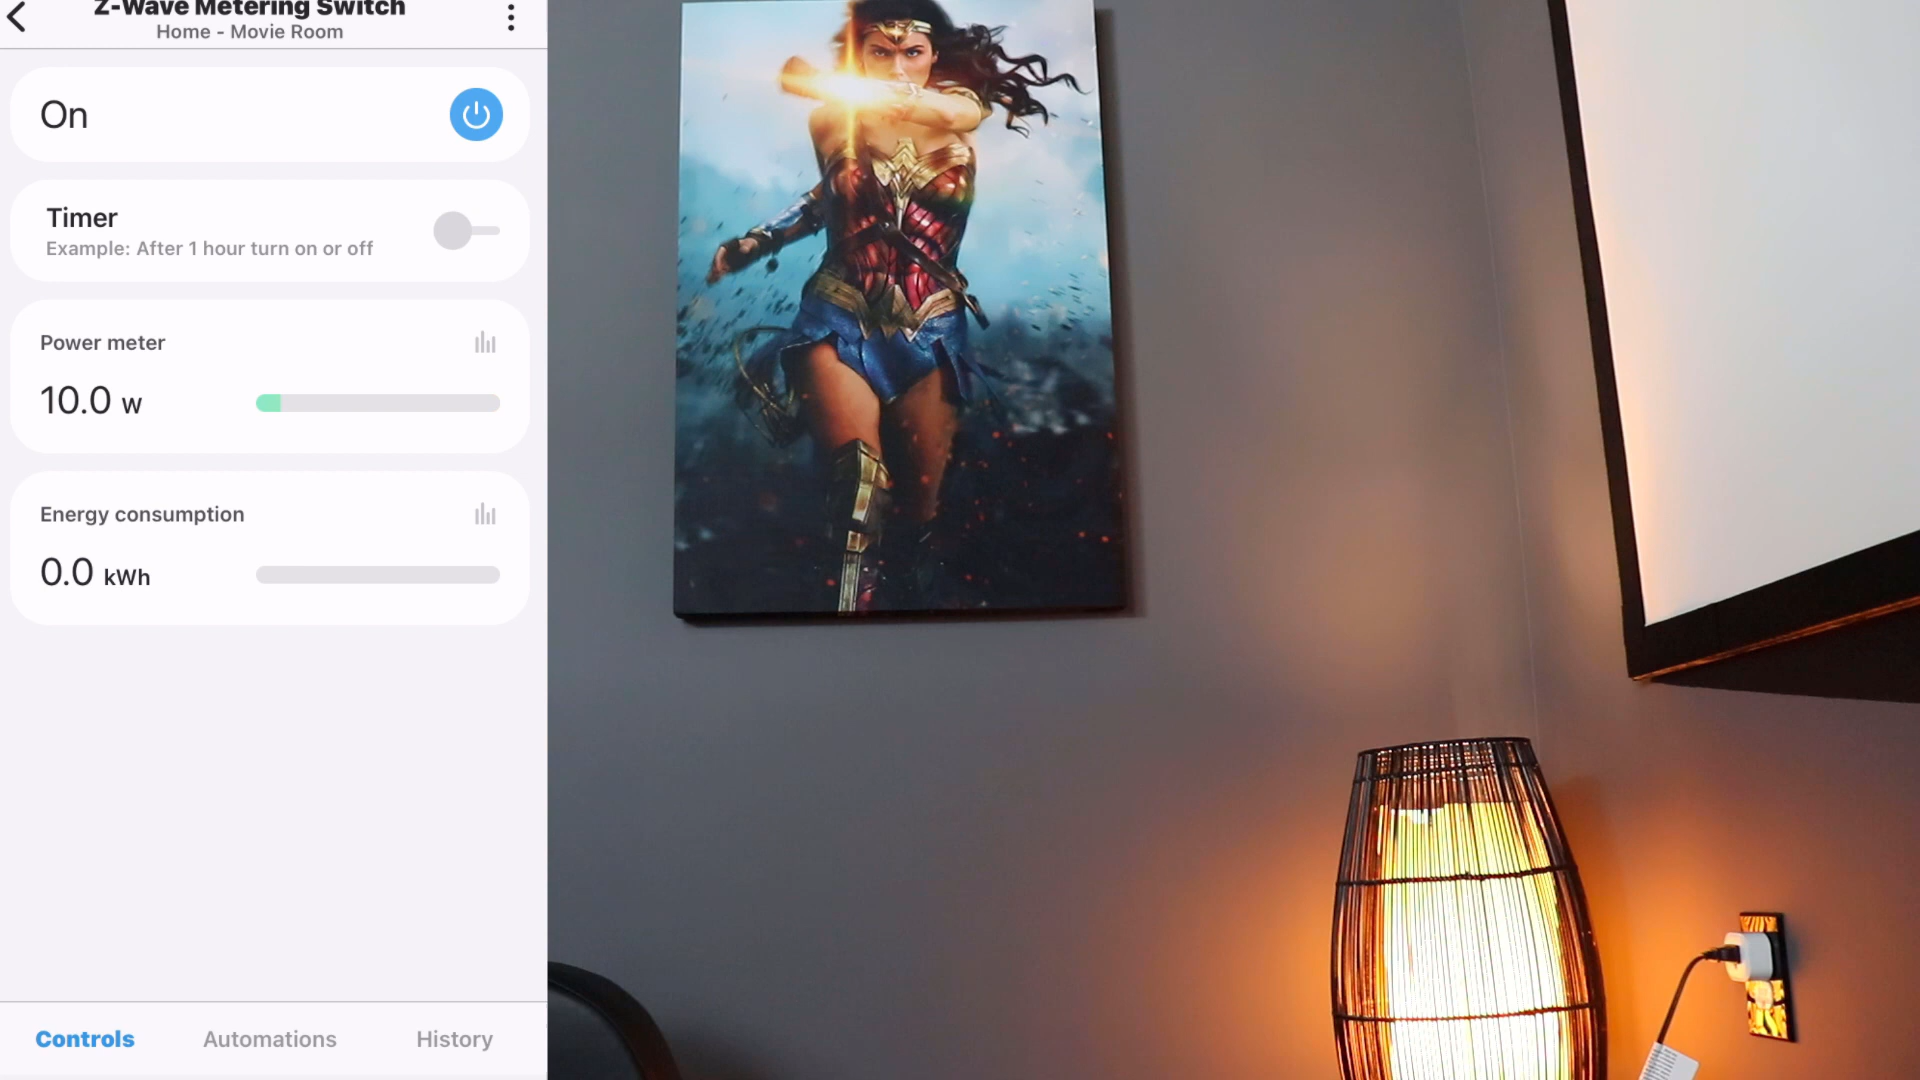 Z-Wave Metering Switch
Home - Movie Room
On
Timer
Example: After 1 hour turn on or off
Power meter
10.0 w
Energy consumption
0.0 kWh
Controls
Automations
History